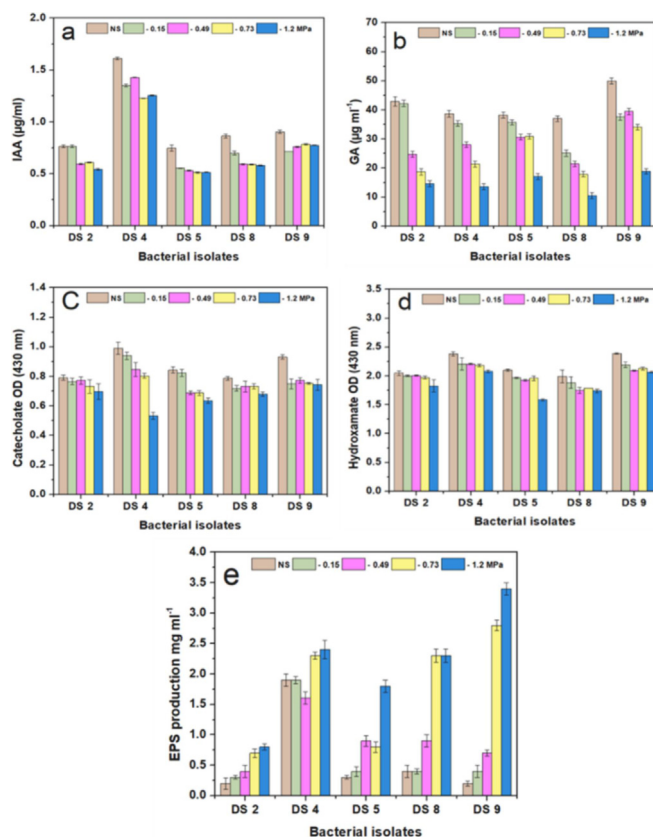 a
NS - 0.15 - 0.49 - 0.73 - 1.2 MPa
IAA (µg/ml)
2.0
1.5
1.0
0.5
0.0
DS 2 DS 4 DS 5 DS 8 DS 9
Bacterial isolates
b
NS - 0.15 - 0.49 - 0.73 - 1.2 MPa
GA (µg ml⁻¹)
70
60
50
40
30
20
10
0
DS 2 DS 4 DS 5 DS 8 DS 9
Bacterial isolates
C
NS - 0.15 - 0.49 - 0.73 - 1.2 MPa
Catecholate OD (430 nm)
1.4
1.2
1.0
0.8
0.6
0.4
0.2
0.0
DS 2 DS 4 DS 5 DS 8 DS 9
Bacterial isolates
d
NS - 0.15 - 0.49 - 0.73 - 1.2 MPa
Hydroxamate OD (430 nm)
3.5
3.0
2.5
2.0
1.5
1.0
0.5
0.0
DS 2 DS 4 DS 5 DS 8 DS 9
Bacterial isolates
e
NS - 0.15 - 0.49 - 0.73 - 1.2 MPa
EPS production mg ml⁻¹
4.0
3.5
3.0
2.5
2.0
1.5
1.0
0.5
0.0
DS 2 DS 4 DS 5 DS 8 DS 9
Bacterial isolates